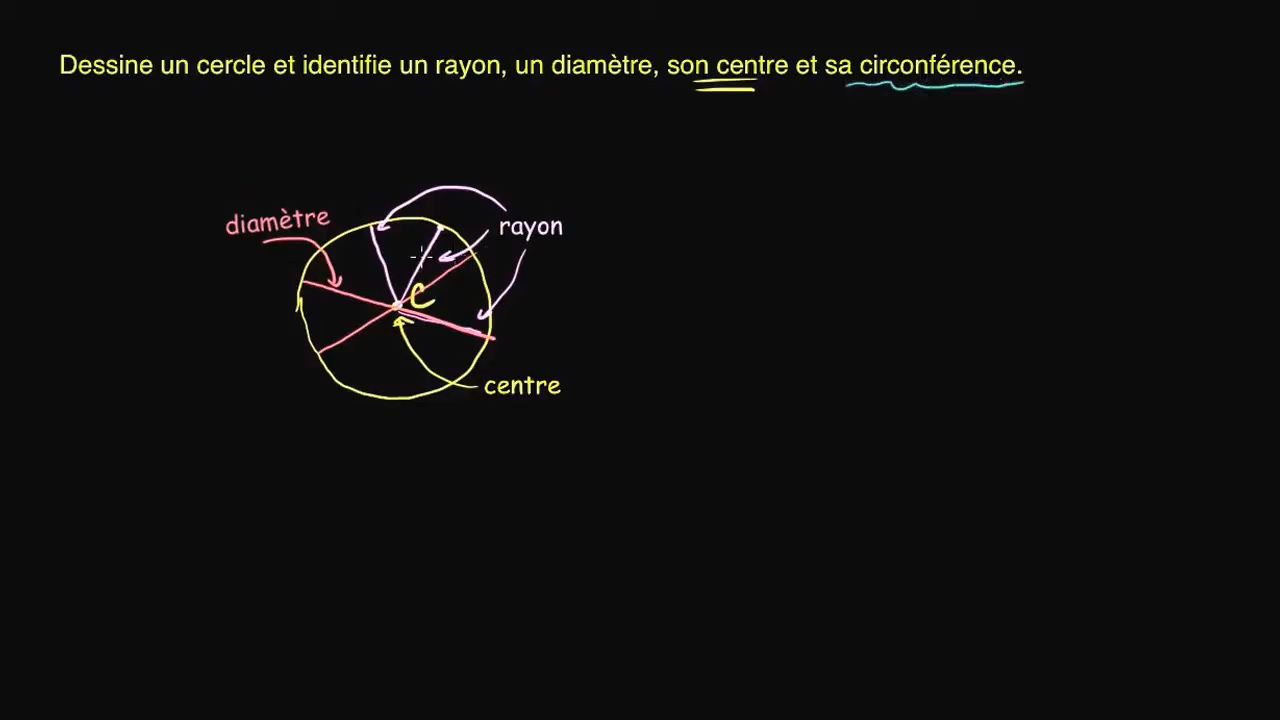 Dessine un cercle et identifie un rayon, un diamètre, son centre et sa circonférence.
diamètre
rayon
C
centre